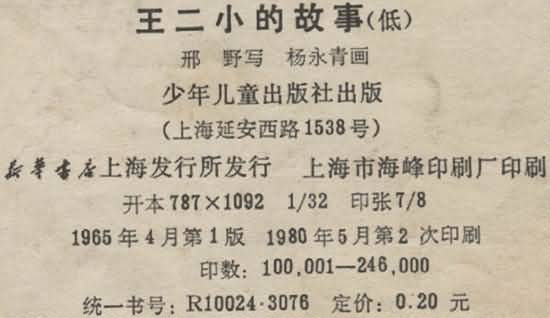 王二小的故事(低)
邢 野写 杨永青画
少年儿童出版社出版
(上海延安西路1538号)
新华书店上海发行所发行 上海市海峰印刷厂印刷
开本787×1092 1/32 印张7/8
1965年4月第1版 1980年5月第2次印刷
印数: 100,001—246,000
统一书号: R10024·3076 定价: 0.20 元